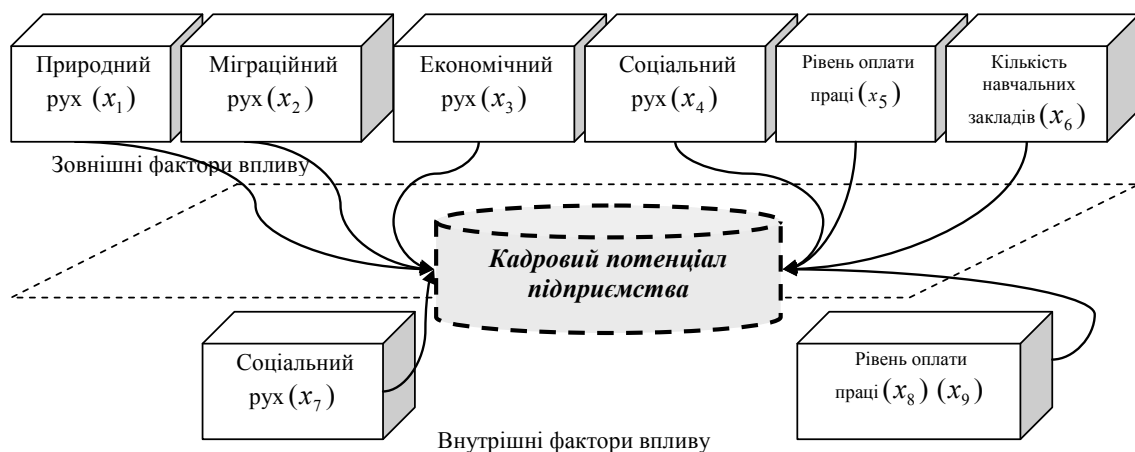 Природний
рух (x₁)
Міграційний
рух (x₂)
Економічний
рух (x₃)
Соціальний
рух (x₄)
Рівень оплати
праці (x₅)
Кількість
навчальних
закладів (x₆)
Зовнішні фактори впливу
Кадровий потенціал
підприємства
Соціальний
рух (x₇)
Рівень оплати
праці (x₈) (x₉)
Внутрішні фактори впливу